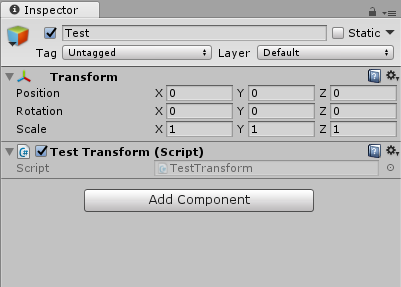 Inspector
Test Static
Tag Untagged Layer Default
Transform
Position X 0 Y 0 Z 0
Rotation X 0 Y 0 Z 0
Scale X 1 Y 1 Z 1
C# Test Transform (Script)
Script TestTransform
Add Component